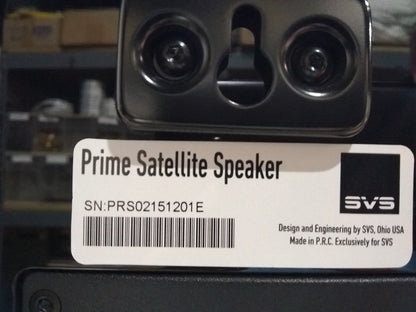 Prime Satellite Speaker
SN:PRS02151201E
SVS
Design and Engineering by SVS, Ohio USA
Made in P.R.C. Exclusively for SVS